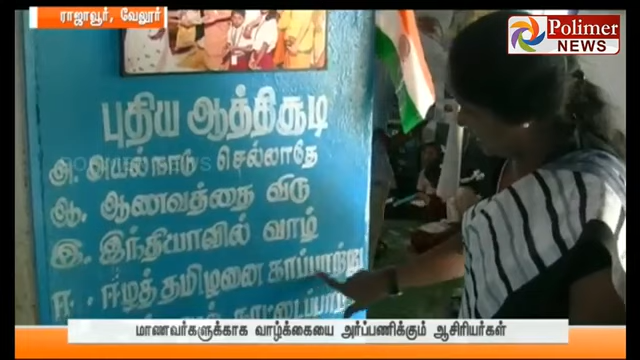 ராஜாவூர், வேலூர்
Polimer
NEWS
புதிய ஆத்திசூடி
அ. அயல்நாடு செல்லாதே
ஆ. ஆணவத்தை விடு
இ. இந்தியாவில் வாழ்
ஈ. ஈழத் தமிழனை காப்பாற்று
மாணவர்களுக்காக வாழ்க்கையை அர்ப்பணிக்கும் ஆசிரியர்கள்